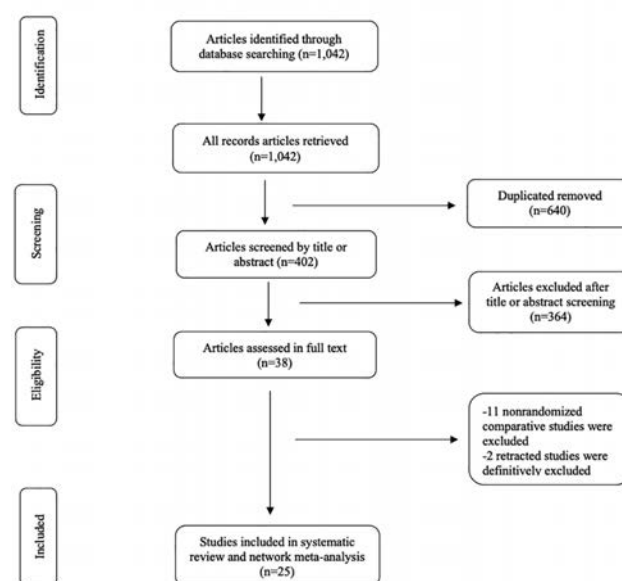 Identification
Articles identified through
database searching (n=1,042)
All records articles retrieved
(n=1,042)
Duplicated removed
(n=640)
Screening
Articles screened by title or
abstract (n=402)
Articles excluded after
title or abstract screening
(n=364)
Eligibility
Articles assessed in full text
(n=38)
-11 nonrandomized
comparative studies were
excluded
-2 retracted studies were
definitively excluded
Included
Studies included in systematic
review and network meta-analysis
(n=25)